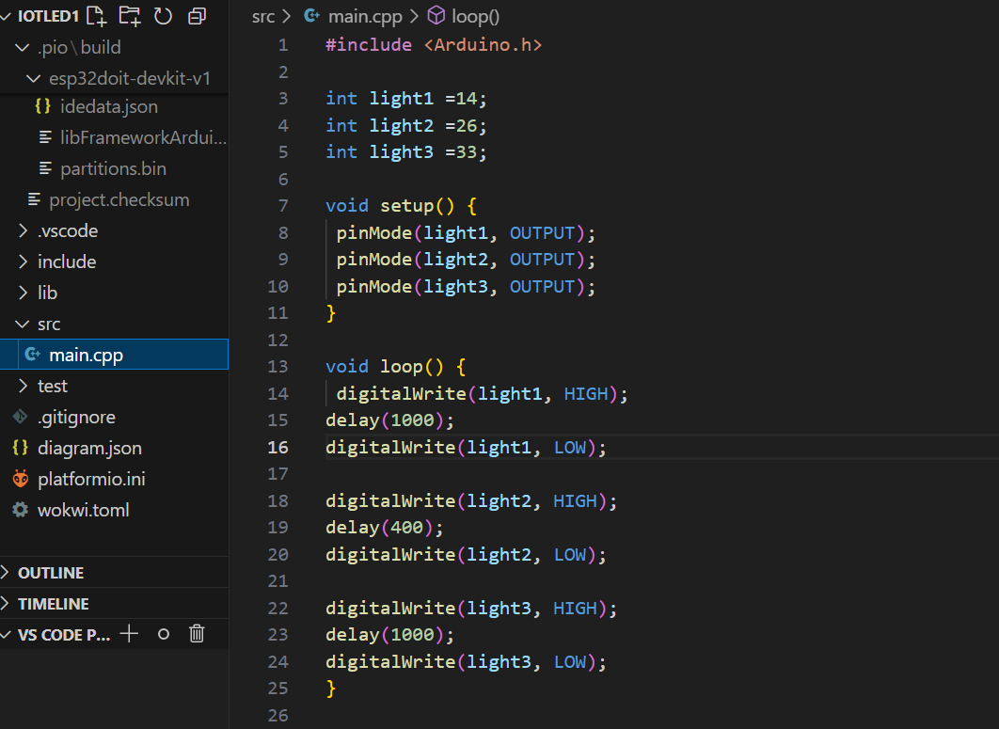 IOTLED1
.pio\build
esp32doit-devkit-v1
{} idedata.json
libFrameworkArdui...
partitions.bin
project.checksum
.vscode
include
lib
src
main.cpp
test
.gitignore
{} diagram.json
platformio.ini
wokwi.toml
OUTLINE
TIMELINE
VS CODE P...
src > main.cpp > loop()
1 #include <Arduino.h>
2
3 int light1 =14;
4 int light2 =26;
5 int light3 =33;
6
7 void setup() {
8  pinMode(light1, OUTPUT);
9  pinMode(light2, OUTPUT);
10  pinMode(light3, OUTPUT);
11 }
12
13 void loop() {
14  digitalWrite(light1, HIGH);
15 delay(1000);
16 digitalWrite(light1, LOW);
17
18 digitalWrite(light2, HIGH);
19 delay(400);
20 digitalWrite(light2, LOW);
21
22 digitalWrite(light3, HIGH);
23 delay(1000);
24 digitalWrite(light3, LOW);
25 }
26